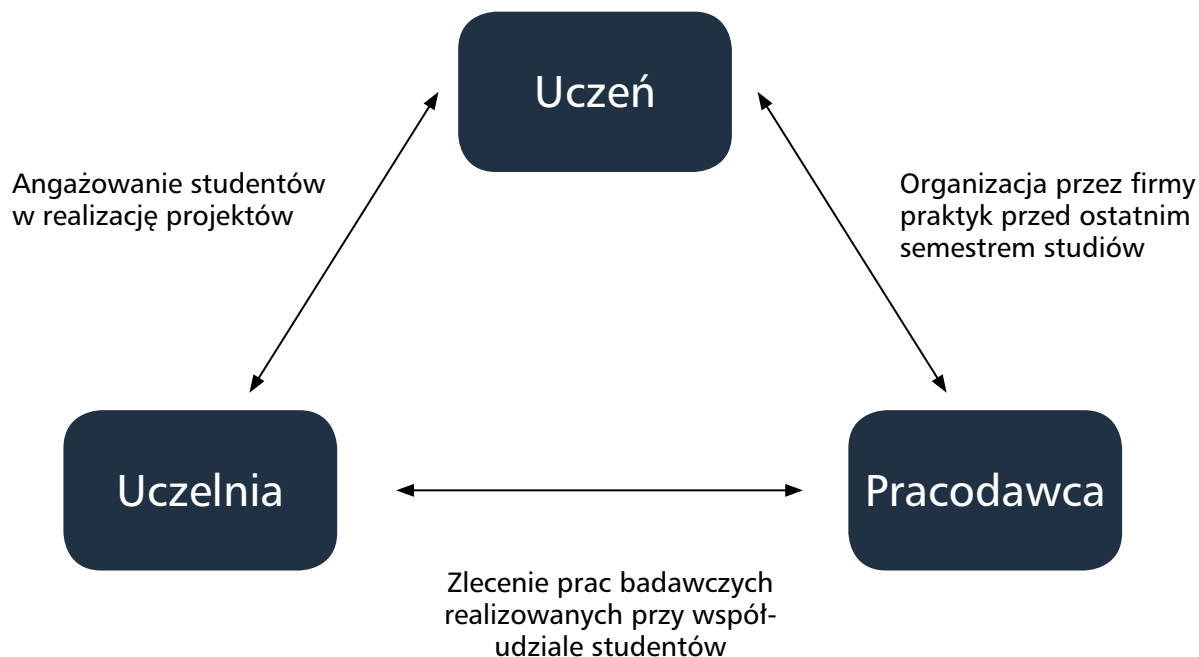 Uczeń
Angażowanie studentów
w realizację projektów
Organizacja przez firmy
praktyk przed ostatnim
semestrem studiów
Uczelnia
Pracodawca
Zlecenie prac badawczych
realizowanych przy współ-
udziale studentów